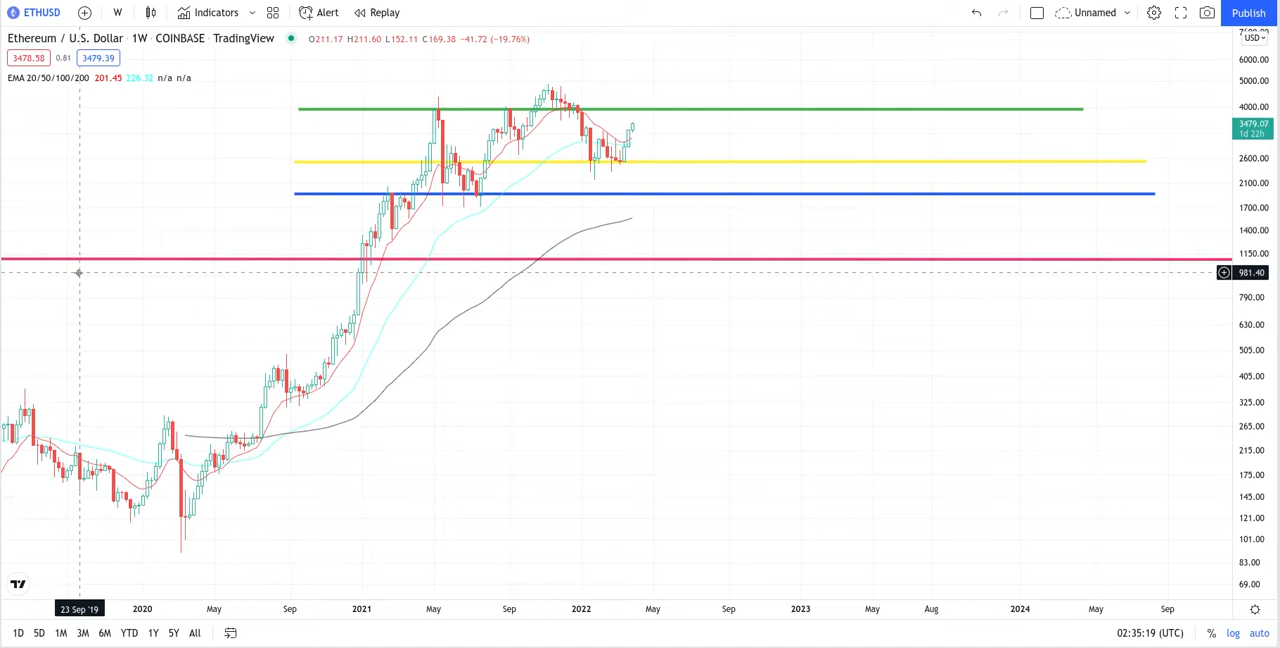 ETHUSD W Indicators Alert Replay Unnamed Publish
Ethereum / U.S. Dollar · 1W · COINBASE · TradingView O211.17 H211.60 L152.11 C169.38 −41.72 (−19.76%)
3478.58 0.81 3479.39
EMA 20/50/100/200 201.45 226.32 n/a n/a
USD
6000.00
5000.00
4000.00
3479.07
1d 22h
2600.00
2100.00
1700.00
1400.00
1150.00
981.40
790.00
630.00
505.00
405.00
325.00
265.00
215.00
175.00
145.00
121.00
101.00
83.00
69.00
23 Sep '19 2020 May Sep 2021 May Sep 2022 May Sep 2023 May Aug 2024 May Sep
1D 5D 1M 3M 6M YTD 1Y 5Y All 02:35:19 (UTC) % log auto